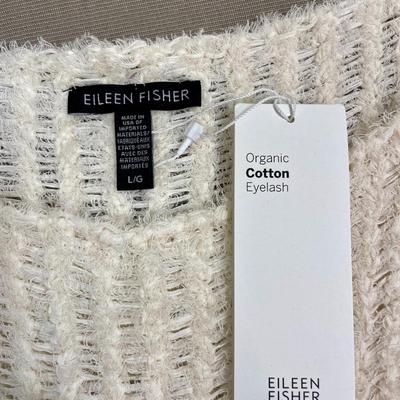 EILEEN FISHER
MADE IN
USA OF
IMPORTED
MATERIALS/
FABRIQUÉ AUX
ÉTATS-UNIS
AVEC DES
MATERIAUX
IMPORTÉS
L/G
Organic
Cotton
Eyelash
EILEEN
FISHER